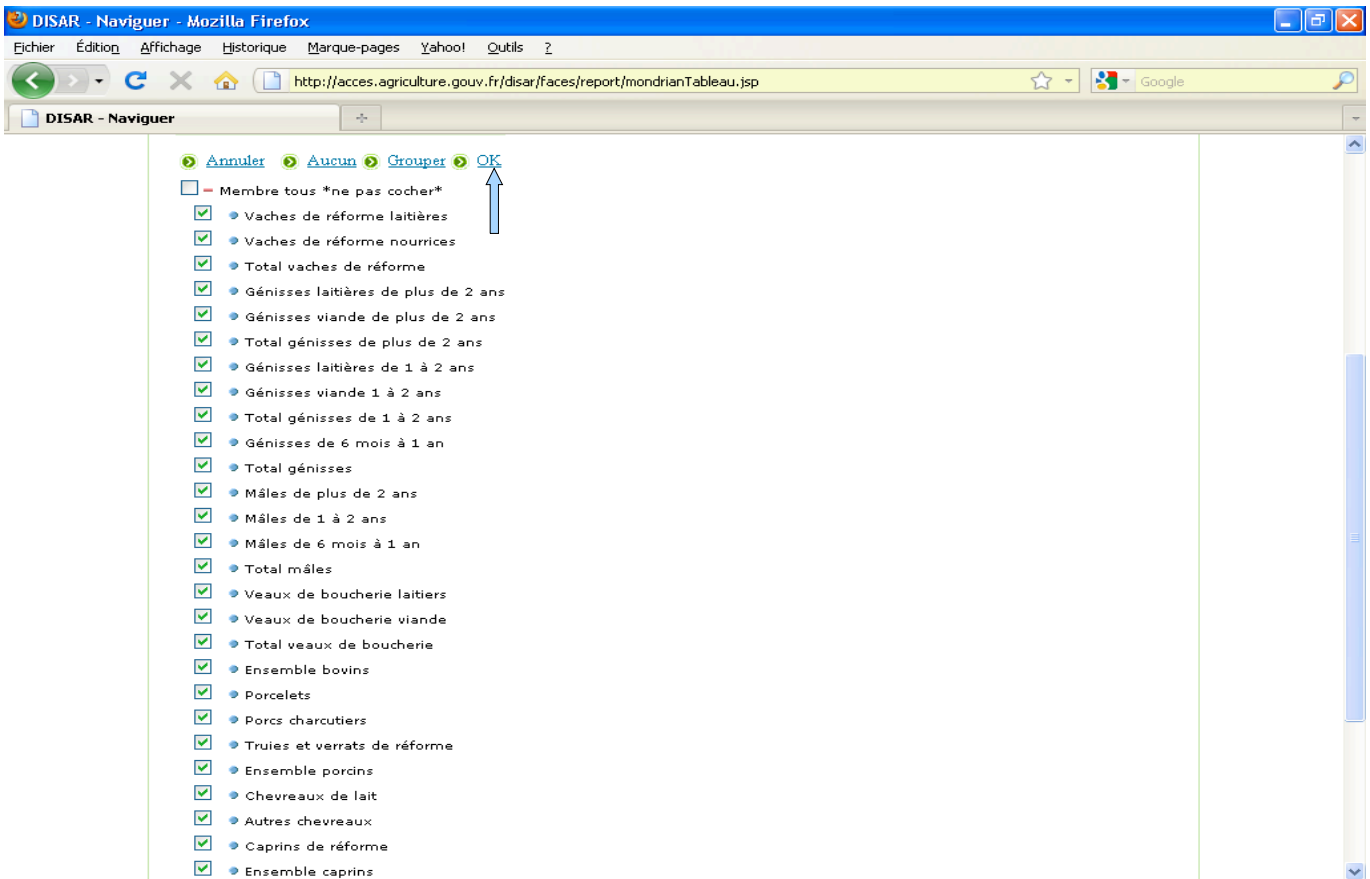 DISAR - Naviguer - Mozilla Firefox
Fichier Édition Affichage Historique Marque-pages Yahoo! Outils ?
http://acces.agriculture.gouv.fr/disar/faces/report/mondrianTableau.jsp Google
DISAR - Naviguer
Annuler Aucun Grouper OK
Membre tous *ne pas cocher*
Vaches de réforme laitières
Vaches de réforme nourrices
Total vaches de réforme
Génisses laitières de plus de 2 ans
Génisses viande de plus de 2 ans
Total génisses de plus de 2 ans
Génisses laitières de 1 à 2 ans
Génisses viande 1 à 2 ans
Total génisses de 1 à 2 ans
Génisses de 6 mois à 1 an
Total génisses
Mâles de plus de 2 ans
Mâles de 1 à 2 ans
Mâles de 6 mois à 1 an
Total mâles
Veaux de boucherie laitiers
Veaux de boucherie viande
Total veaux de boucherie
Ensemble bovins
Porcelets
Porcs charcutiers
Truies et verrats de réforme
Ensemble porcins
Chevreaux de lait
Autres chevreaux
Caprins de réforme
Ensemble caprins